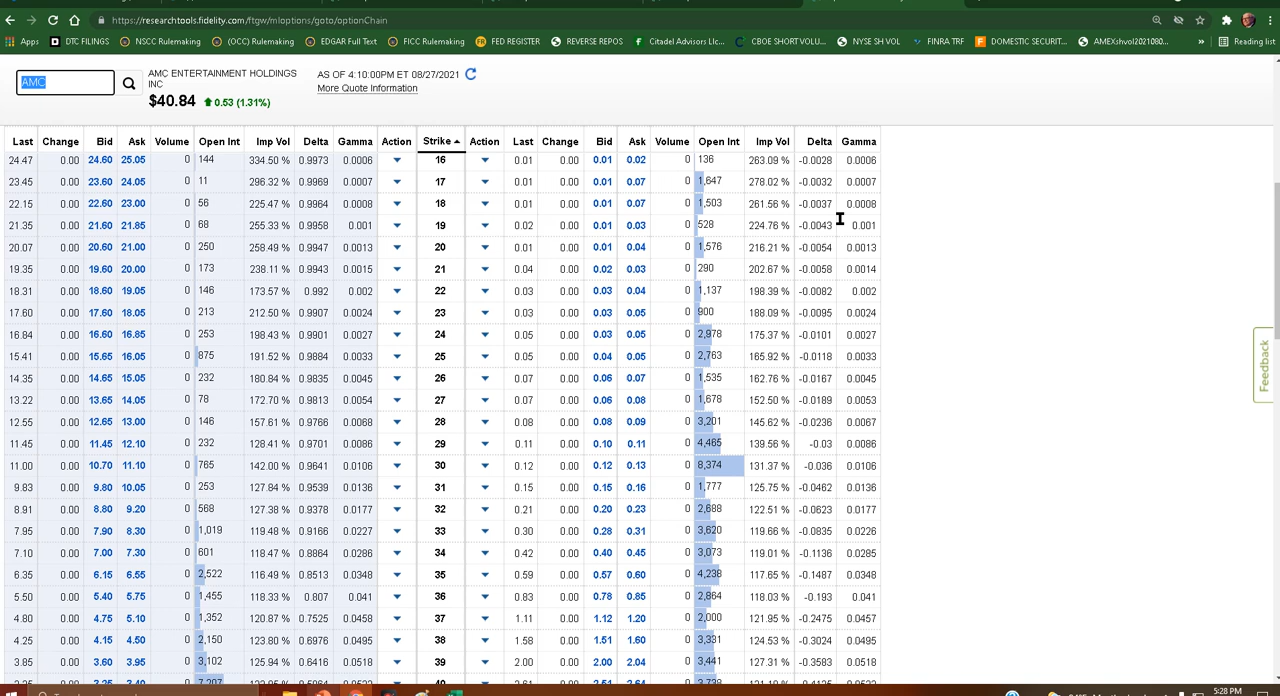 https://researchtools.fidelity.com/ftgw/mloptions/goto/optionChain
Apps DTC FILINGS NSCC Rulemaking (OCC) Rulemaking EDGAR Full Text FICC Rulemaking FED REGISTER REVERSE REPOS Citadel Advisors Llc... CBOE SHORT VOLU... NYSE SH VOL FINRA TRF DOMESTIC SECURIT... AMEXshvol2021080... » Reading list
AMC
AMC ENTERTAINMENT HOLDINGS INC
$40.84 0.53 (1.31%)
AS OF 4:10:00PM ET 08/27/2021
More Quote Information
Last Change Bid Ask Volume Open Int Imp Vol Delta Gamma Action Strike Action Last Change Bid Ask Volume Open Int Imp Vol Delta Gamma
24.47 0.00 24.60 25.05 0 144 334.50 % 0.9973 0.0006 16 0.01 0.00 0.01 0.02 0 136 263.09 % -0.0028 0.0006
23.45 0.00 23.60 24.05 0 11 296.32 % 0.9969 0.0007 17 0.01 0.00 0.01 0.07 0 1,647 278.02 % -0.0032 0.0007
22.15 0.00 22.60 23.00 0 56 225.47 % 0.9964 0.0008 18 0.01 0.00 0.01 0.07 0 1,503 261.56 % -0.0037 0.0008
21.35 0.00 21.60 21.85 0 68 255.33 % 0.9958 0.001 19 0.02 0.00 0.01 0.03 0 528 224.76 % -0.0043 0.001
20.07 0.00 20.60 21.00 0 250 258.49 % 0.9947 0.0013 20 0.01 0.00 0.01 0.04 0 1,576 216.21 % -0.0054 0.0013
19.35 0.00 19.60 20.00 0 173 238.11 % 0.9943 0.0015 21 0.04 0.00 0.02 0.03 0 290 202.67 % -0.0058 0.0014
18.31 0.00 18.60 19.05 0 146 173.57 % 0.992 0.002 22 0.03 0.00 0.03 0.04 0 1,137 198.39 % -0.0082 0.002
17.60 0.00 17.60 18.05 0 213 212.50 % 0.9907 0.0024 23 0.03 0.00 0.03 0.05 0 900 188.09 % -0.0095 0.0024
16.84 0.00 16.60 16.85 0 253 198.43 % 0.9901 0.0027 24 0.05 0.00 0.03 0.05 0 2,978 175.37 % -0.0101 0.0027
15.41 0.00 15.65 16.05 0 875 191.52 % 0.9884 0.0033 25 0.05 0.00 0.04 0.05 0 2,763 165.92 % -0.0118 0.0033
14.35 0.00 14.65 15.05 0 232 180.84 % 0.9835 0.0045 26 0.07 0.00 0.06 0.07 0 1,535 162.76 % -0.0167 0.0045
13.22 0.00 13.65 14.05 0 78 172.70 % 0.9813 0.0054 27 0.07 0.00 0.06 0.08 0 1,678 152.50 % -0.0189 0.0053
12.55 0.00 12.65 13.00 0 146 157.61 % 0.9766 0.0068 28 0.08 0.00 0.08 0.09 0 3,201 145.62 % -0.0236 0.0067
11.45 0.00 11.45 12.10 0 232 128.41 % 0.9701 0.0086 29 0.11 0.00 0.10 0.11 0 4,465 139.56 % -0.03 0.0086
11.00 0.00 10.70 11.10 0 765 142.00 % 0.9641 0.0106 30 0.12 0.00 0.12 0.13 0 8,374 131.37 % -0.036 0.0106
9.83 0.00 9.80 10.05 0 253 127.84 % 0.9539 0.0136 31 0.15 0.00 0.15 0.16 0 1,777 125.75 % -0.0462 0.0136
8.91 0.00 8.80 9.20 0 568 127.38 % 0.9378 0.0177 32 0.21 0.00 0.20 0.23 0 2,688 122.51 % -0.0623 0.0177
7.95 0.00 7.90 8.30 0 1,019 119.48 % 0.9166 0.0227 33 0.30 0.00 0.28 0.31 0 3,620 119.66 % -0.0835 0.0226
7.10 0.00 7.00 7.30 0 601 118.47 % 0.8864 0.0286 34 0.42 0.00 0.40 0.45 0 3,073 119.01 % -0.1136 0.0285
6.35 0.00 6.15 6.55 0 2,522 116.49 % 0.8513 0.0348 35 0.59 0.00 0.57 0.60 0 4,238 117.65 % -0.1487 0.0348
5.50 0.00 5.40 5.75 0 1,455 118.33 % 0.807 0.041 36 0.83 0.00 0.78 0.85 0 2,864 118.03 % -0.193 0.041
4.80 0.00 4.75 5.10 0 1,352 120.87 % 0.7525 0.0458 37 1.11 0.00 1.12 1.20 0 2,000 121.95 % -0.2475 0.0457
4.25 0.00 4.15 4.50 0 2,150 123.80 % 0.6976 0.0495 38 1.58 0.00 1.51 1.60 0 3,331 124.53 % -0.3024 0.0495
3.85 0.00 3.60 3.95 0 3,102 125.94 % 0.6416 0.0518 39 2.00 0.00 2.00 2.04 0 3,441 127.31 % -0.3583 0.0518
Feedback
5:28 PM